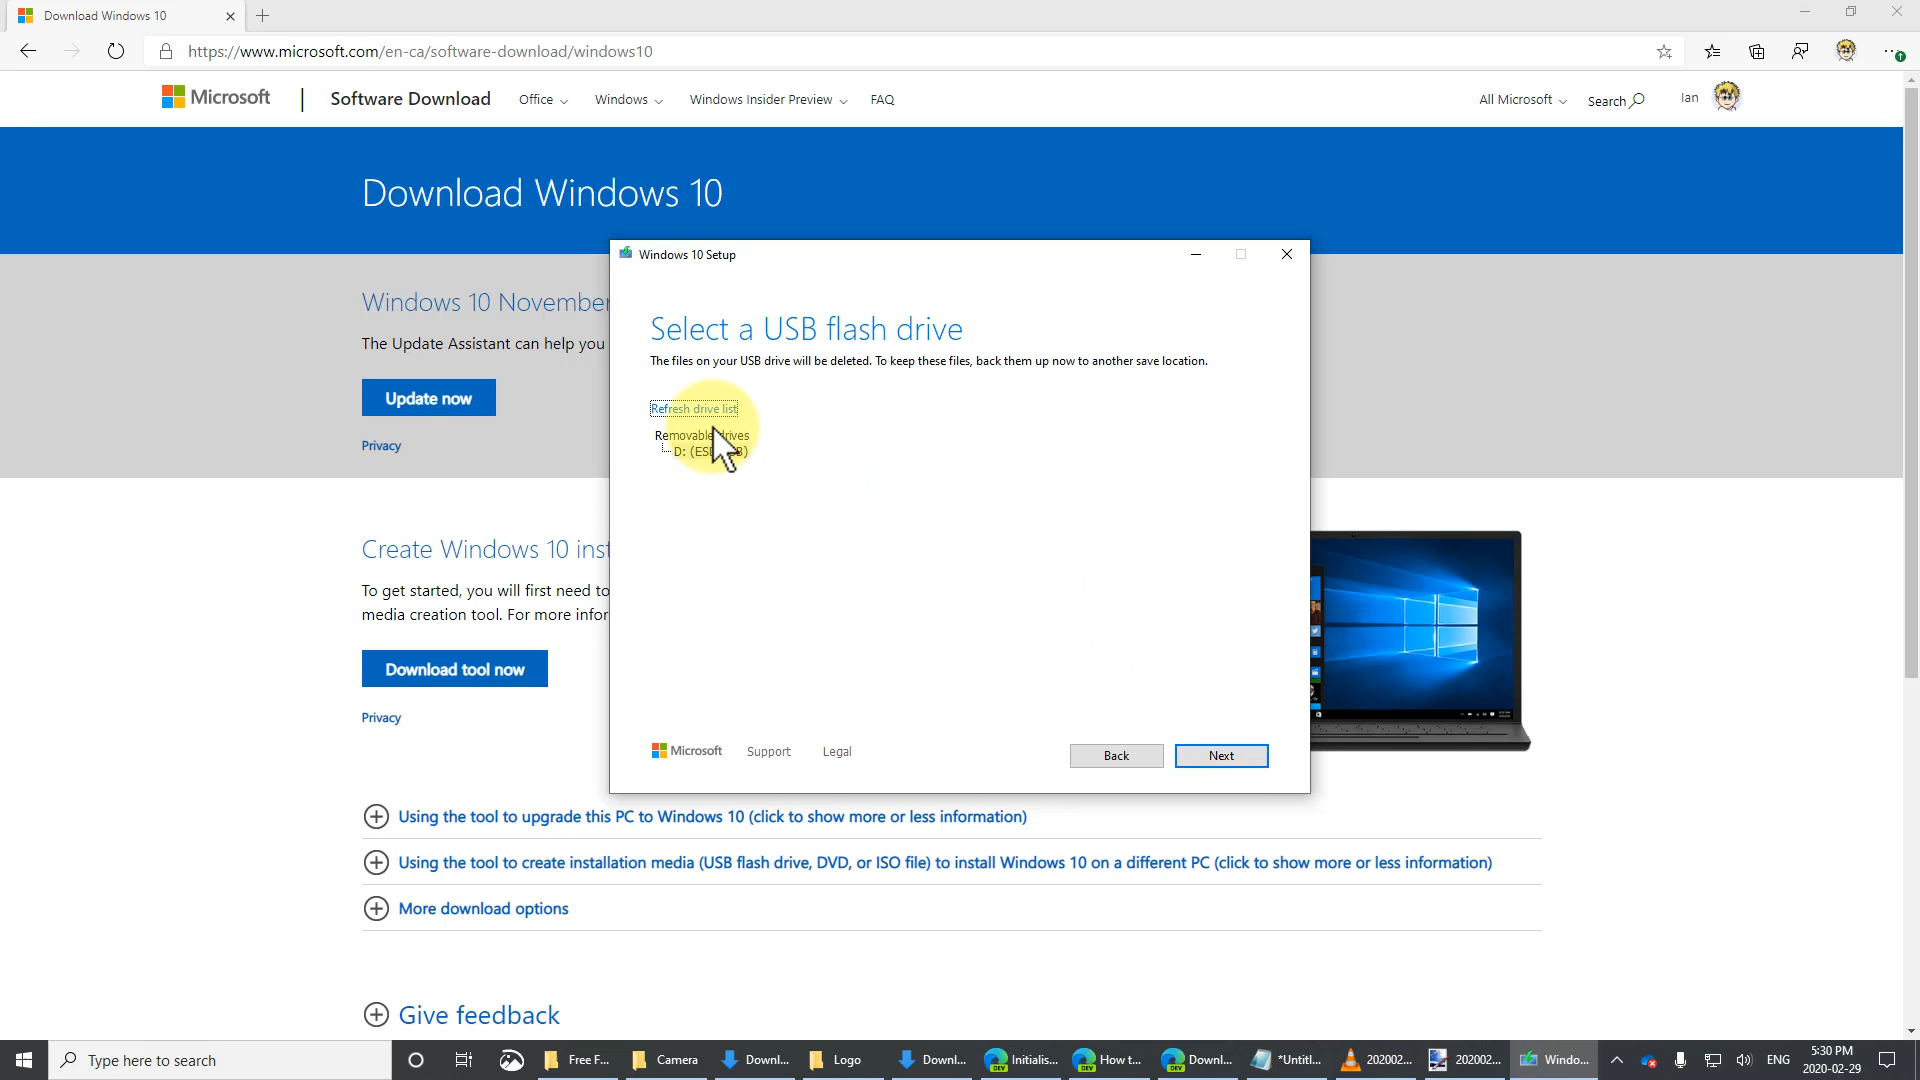 Download Windows 10
https://www.microsoft.com/en-ca/software-download/windows10
Microsoft
Software Download
Office
Windows
Windows Insider Preview
FAQ
All Microsoft
Search
Ian
Download Windows 10
Windows 10 November
The Update Assistant can help you
Update now
Privacy
Create Windows 10
To get started, you will first need to
media creation tool. For more
Download tool now
Privacy
Windows 10 Setup
Select a USB flash drive
The files on your USB drive will be deleted. To keep these files, back them up now to another save location.
Refresh drive list
Removable drives
D:
Microsoft
Support
Legal
Back
Next
Using the tool to upgrade this PC to Windows 10 (click to show more or less information)
Using the tool to create installation media (USB flash drive, DVD, or ISO file) to install Windows 10 on a different PC (click to show more or less information)
More download options
Give feedback
Type here to search
Free F...
Camera
Downl...
Logo
Downl...
DEV
Initialis...
DEV
How t...
DEV
Downl...
*Untitl...
202002...
202002...
Windo...
ENG
5:30 PM
2020-02-29